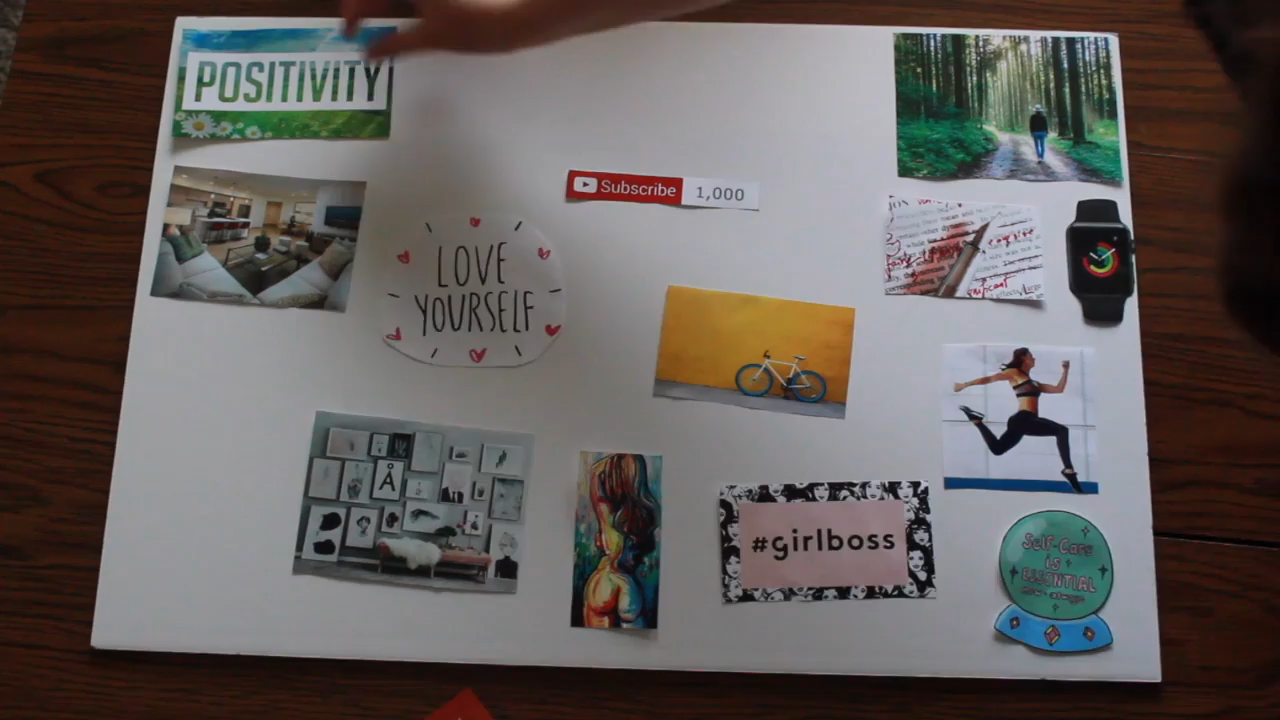 POSITIVITY
Subscribe 1,000
LOVE
YOURSELF
Å
#girlboss
Self-Care
is
ESSENTIAL